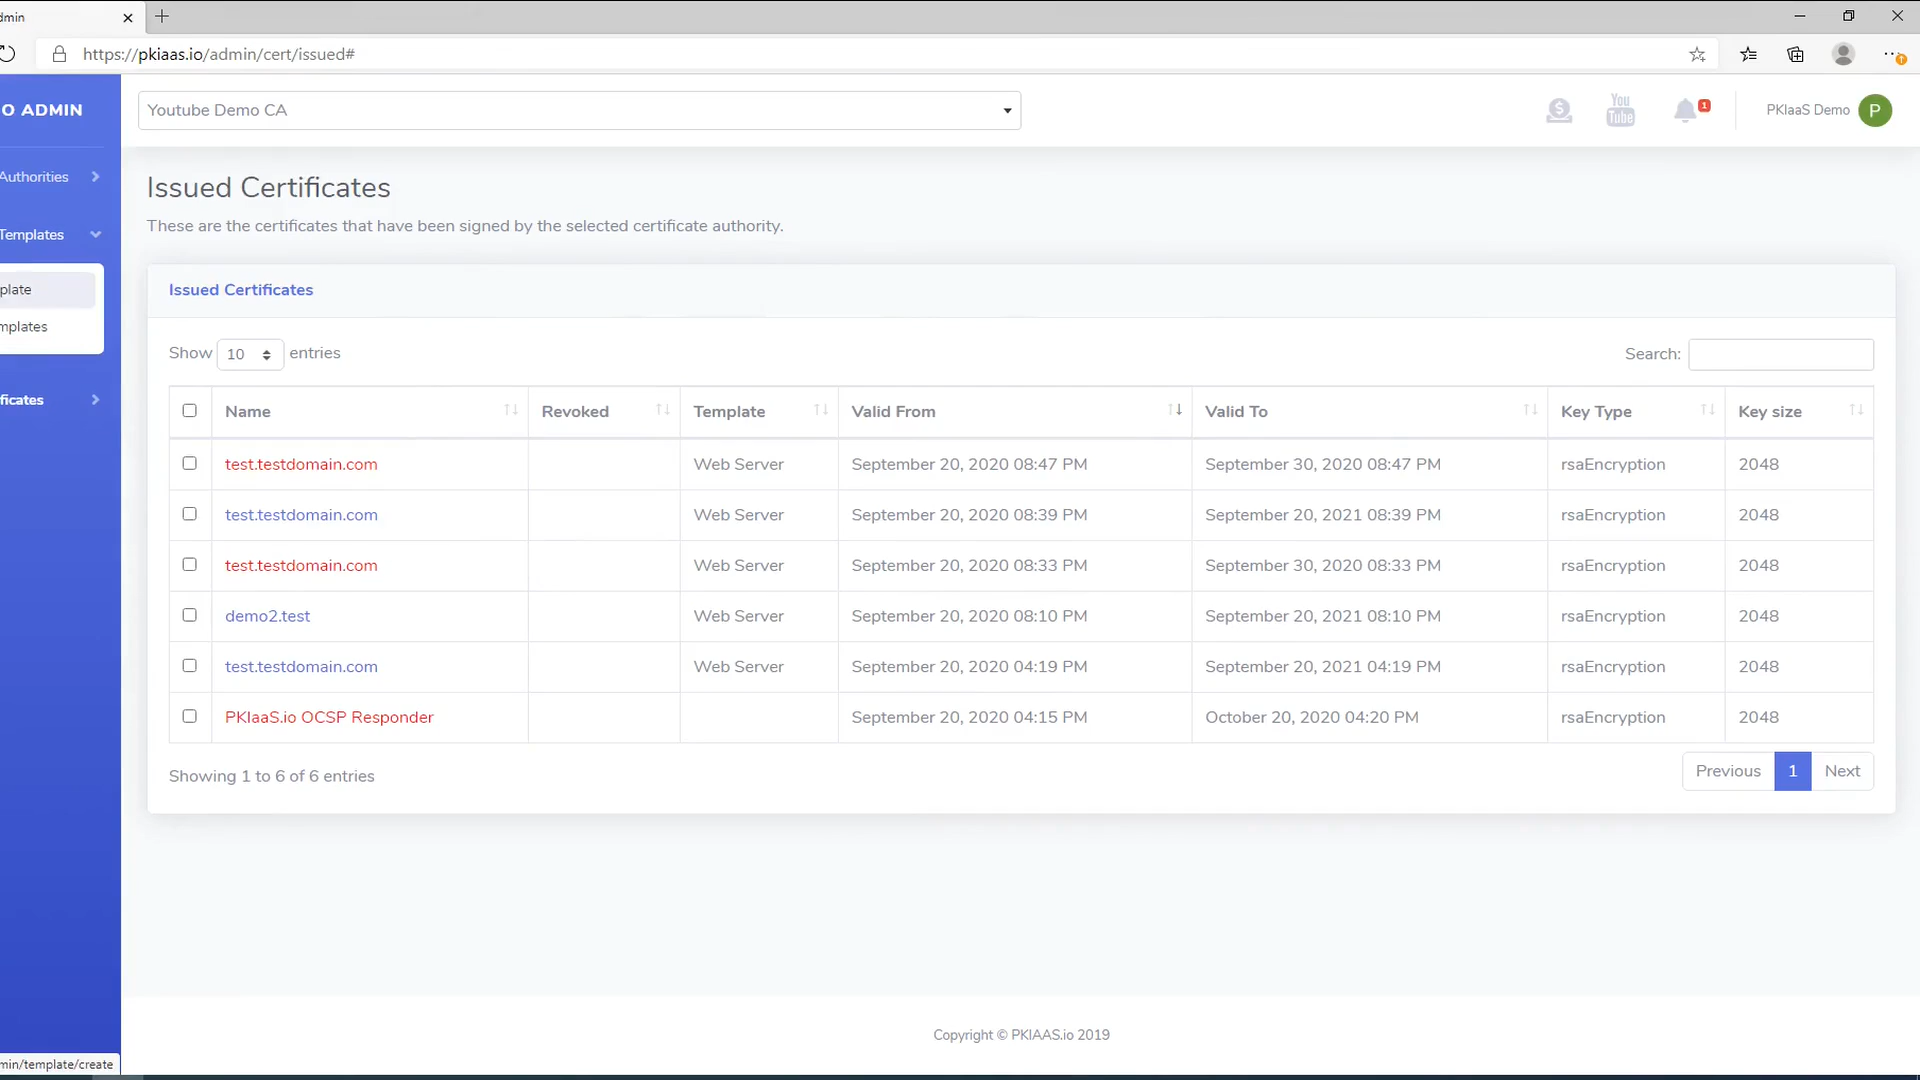 dmin
https://pkiaas.io/admin/cert/issued#
O ADMIN
Youtube Demo CA
You
Tube
1
PKIaaS Demo
P
Authorities
Templates
plate
mplates
ficates
Issued Certificates
These are the certificates that have been signed by the selected certificate authority.
Issued Certificates
Show 10 entries
Search:
Name Revoked Template Valid From Valid To Key Type Key size
test.testdomain.com Web Server September 20, 2020 08:47 PM September 30, 2020 08:47 PM rsaEncryption 2048
test.testdomain.com Web Server September 20, 2020 08:39 PM September 20, 2021 08:39 PM rsaEncryption 2048
test.testdomain.com Web Server September 20, 2020 08:33 PM September 30, 2020 08:33 PM rsaEncryption 2048
demo2.test Web Server September 20, 2020 08:10 PM September 20, 2021 08:10 PM rsaEncryption 2048
test.testdomain.com Web Server September 20, 2020 04:19 PM September 20, 2021 04:19 PM rsaEncryption 2048
PKIaaS.io OCSP Responder September 20, 2020 04:15 PM October 20, 2020 04:20 PM rsaEncryption 2048
Showing 1 to 6 of 6 entries
Previous 1 Next
Copyright © PKIAAS.io 2019
min/template/create